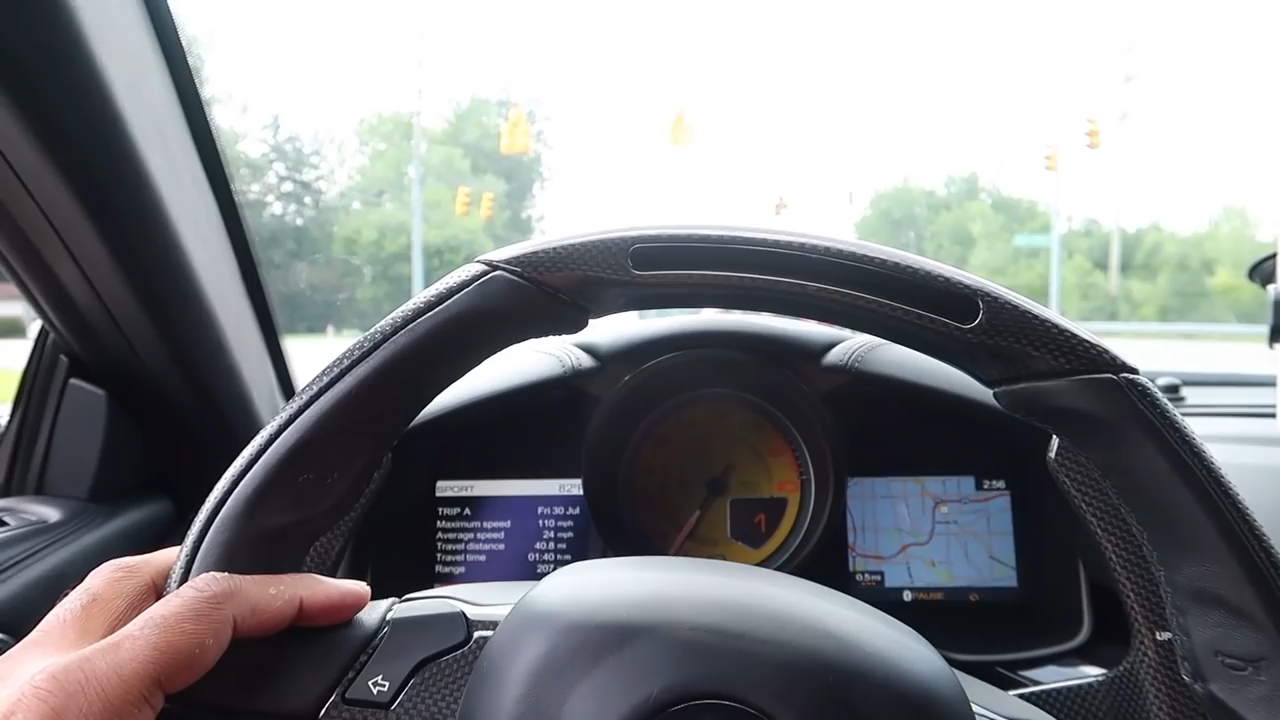 SPORT 82°F
TRIP A Fri 30 Jul
Maximum speed 110 mph
Average speed 24 mph
Travel distance 40.8 mi
Travel time 01:40 h:m
Range 207
1
2:56
0.5mi
PAUSE
UP